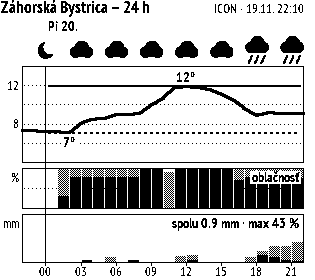 Záhorská Bystrica – 24 h ICON · 19.11. 22:10
Pi 20.
12°
12
8
7°
% oblačnosť
mm spolu 0.9 mm · max 43 %
00 03 06 09 12 15 18 21